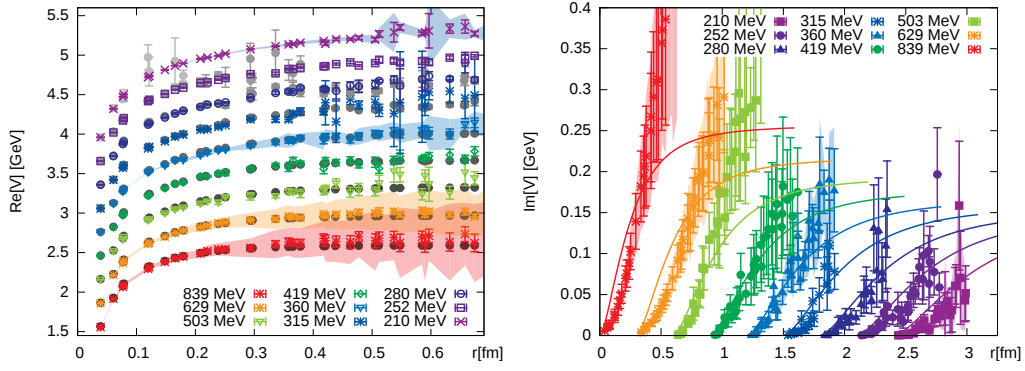 Re[V] [GeV]
5.5
5
4.5
4
3.5
3
2.5
2
1.5
839 MeV 419 MeV 280 MeV
629 MeV 360 MeV 252 MeV
503 MeV 315 MeV 210 MeV
0 0.1 0.2 0.3 0.4 0.5 0.6 r[fm]
Im[V] [GeV]
0.4
0.35
0.3
0.25
0.2
0.15
0.1
0.05
0
210 MeV 315 MeV 503 MeV
252 MeV 360 MeV 629 MeV
280 MeV 419 MeV 839 MeV
0 0.5 1 1.5 2 2.5 3 r[fm]